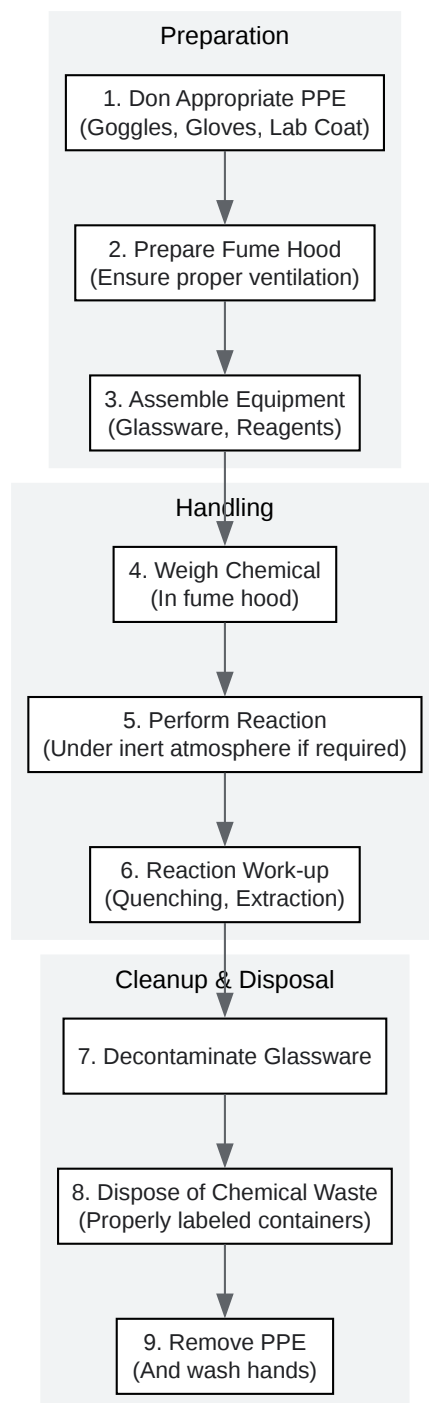 Preparation
1. Don Appropriate PPE
(Goggles, Gloves, Lab Coat)
2. Prepare Fume Hood
(Ensure proper ventilation)
3. Assemble Equipment
(Glassware, Reagents)
Handling
4. Weigh Chemical
(In fume hood)
5. Perform Reaction
(Under inert atmosphere if required)
6. Reaction Work-up
(Quenching, Extraction)
Cleanup & Disposal
7. Decontaminate Glassware
8. Dispose of Chemical Waste
(Properly labeled containers)
9. Remove PPE
(And wash hands)